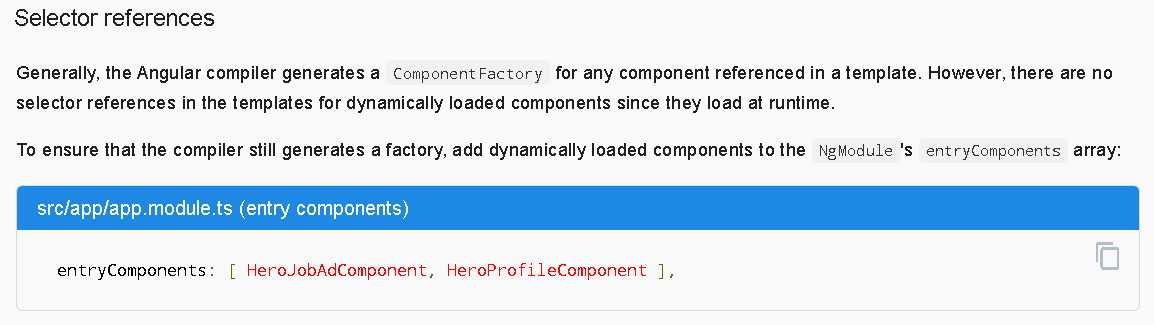 Selector references
Generally, the Angular compiler generates a ComponentFactory for any component referenced in a template. However, there are no
selector references in the templates for dynamically loaded components since they load at runtime.
To ensure that the compiler still generates a factory, add dynamically loaded components to the NgModule's entryComponents array:
src/app/app.module.ts (entry components)
entryComponents: [ HeroJobAdComponent, HeroProfileComponent ],